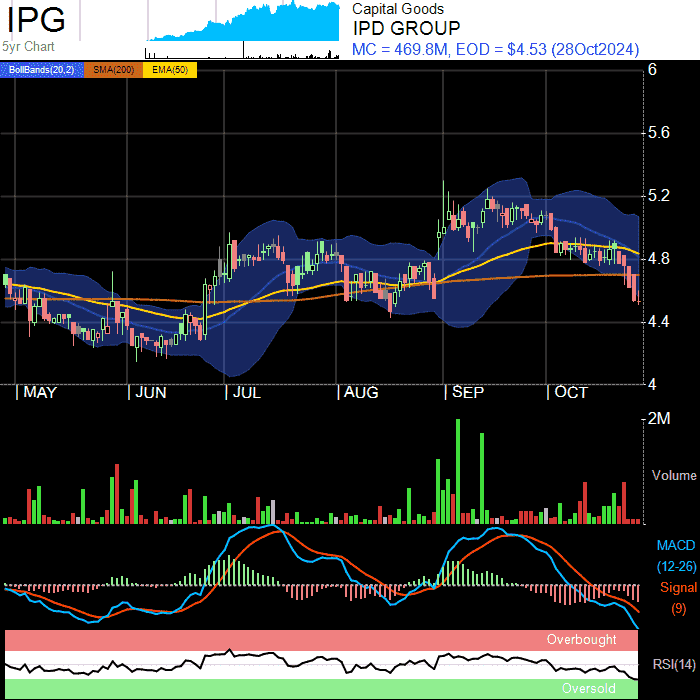 IPG
5yr Chart
Capital Goods
IPD GROUP
MC = 469.8M, EOD = $4.53 (28Oct2024)
BollBands(20,2) SMA(200) EMA(50)
6
5.6
5.2
4.8
4.4
4
MAY JUN JUL AUG SEP OCT
2M
Volume
MACD
(12-26)
Signal
(9)
Overbought
RSI(14)
Oversold